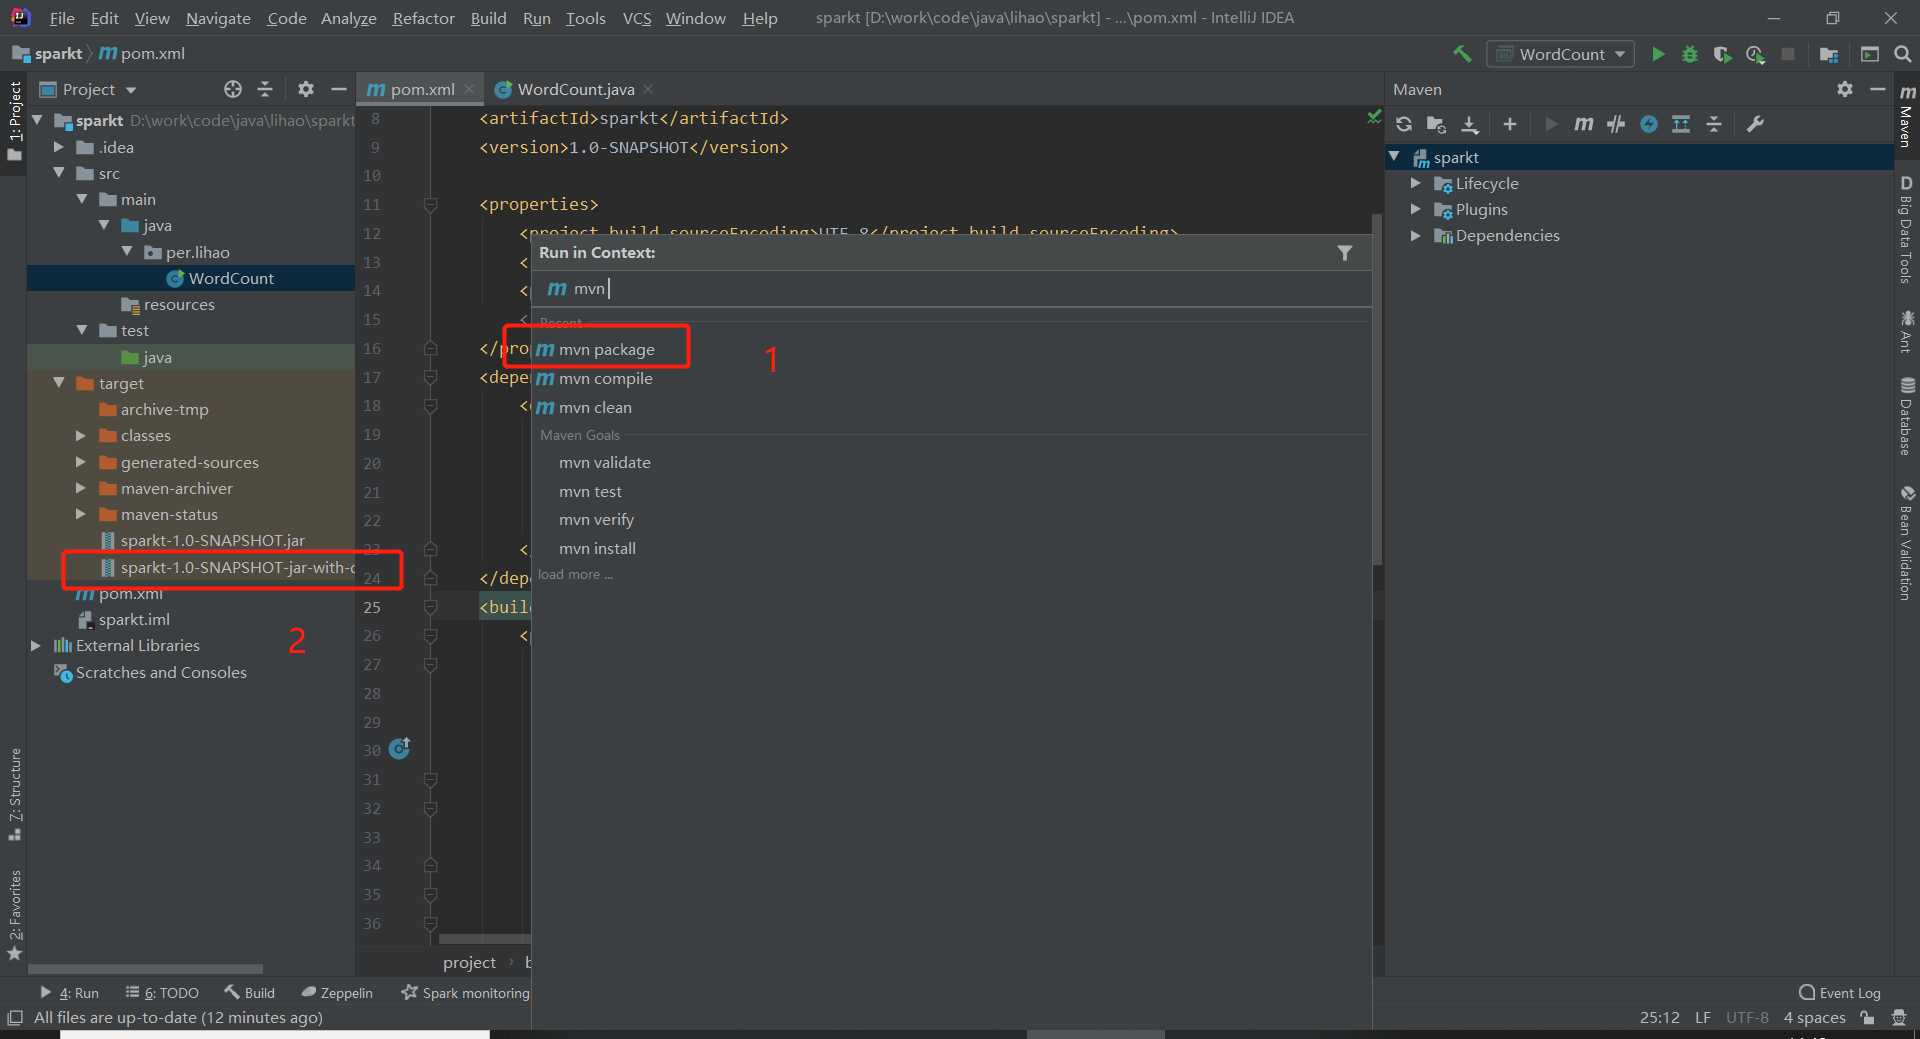 File Edit View Navigate Code Analyze Refactor Build Run Tools VCS Window Help sparkt [D:\work\code\java\lihao\sparkt] - ...\pom.xml - IntelliJ IDEA
sparkt m pom.xml
WordCount
1: Project
Project
sparkt D:\work\code\java\lihao\sparkt
.idea
src
main
java
per.lihao
WordCount
resources
test
java
target
archive-tmp
classes
generated-sources
maven-archiver
maven-status
sparkt-1.0-SNAPSHOT.jar
sparkt-1.0-SNAPSHOT-jar-with-d
pom.xml
sparkt.iml
External Libraries
Scratches and Consoles
2
7: Structure
2: Favorites
m pom.xml WordCount.java
8 <artifactId>sparkt</artifactId>
9 <version>1.0-SNAPSHOT</version>
10
11 <properties>
12 <project.build.sourceEncoding>UTF-8</project.build.sourceEncoding>
13 <
14 <
15 <
16 </pro
17 <depe
18 <
19
20
21
22
23 <
24 </dep
25 <buil
26 <
27
28
29
30
31
32
33
34
35
36
project
Run in Context:
m mvn
Recent
m mvn package
1
m mvn compile
m mvn clean
Maven Goals
mvn validate
mvn test
mvn verify
mvn install
load more ...
Maven
sparkt
Lifecycle
Plugins
Dependencies
m Maven
D Big Data Tools
Ant
Database
Bean Validation
4: Run 6: TODO Build Zeppelin Spark monitoring Event Log
All files are up-to-date (12 minutes ago) 25:12 LF UTF-8 4 spaces